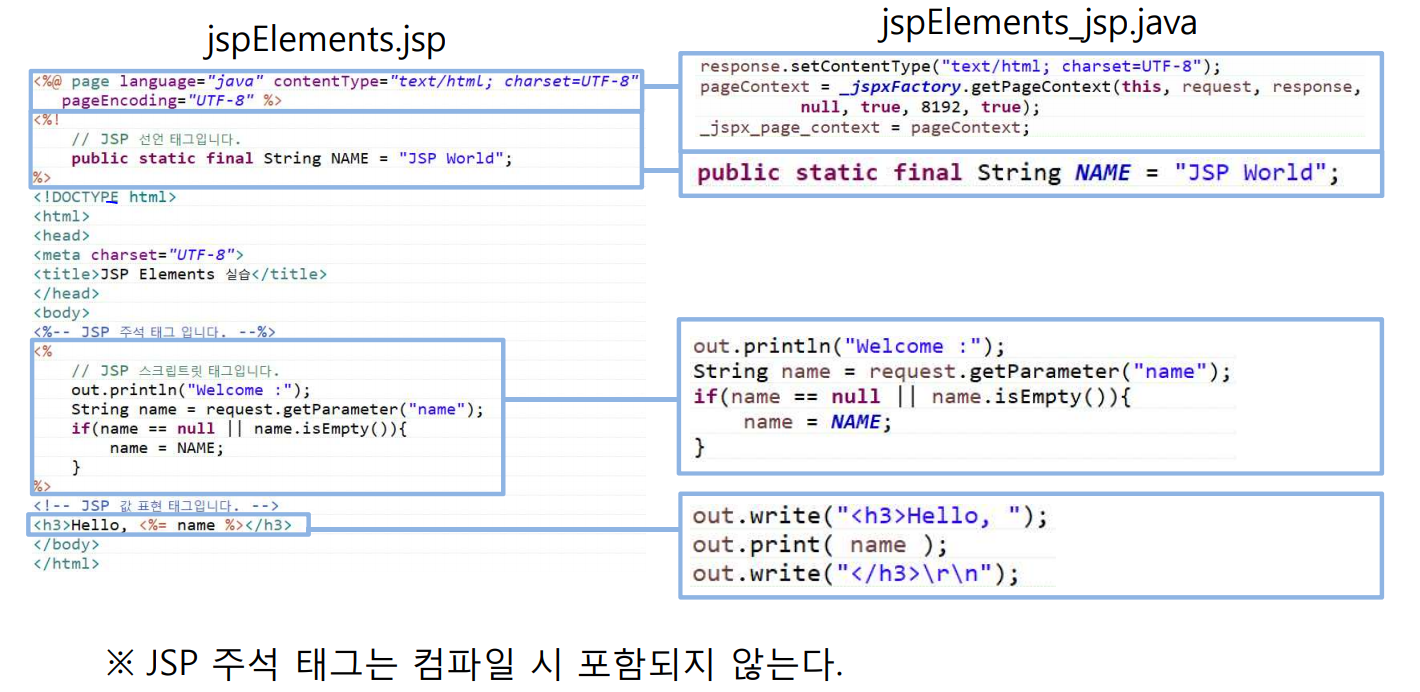 jspElements.jsp
<%@ page language="java" contentType="text/html; charset=UTF-8"
pageEncoding="UTF-8" %>
<%!
// JSP 선언 태그입니다.
public static final String NAME = "JSP World";
%>
<!DOCTYPE html>
<html>
<head>
<meta charset="UTF-8">
<title>JSP Elements 실습</title>
</head>
<body>
<%-- JSP 주석 태그 입니다. --%>
<%
// JSP 스크립트릿 태그입니다.
out.println("Welcome :");
String name = request.getParameter("name");
if(name == null || name.isEmpty()){
name = NAME;
}
%>
<!-- JSP 값 표현 태그입니다. -->
<h3>Hello, <%= name %></h3>
</body>
</html>
jspElements_jsp.java
response.setContentType("text/html; charset=UTF-8");
pageContext = _jspxFactory.getPageContext(this, request, response,
null, true, 8192, true);
_jspx_page_context = pageContext;
public static final String NAME = "JSP World";
out.println("Welcome :");
String name = request.getParameter("name");
if(name == null || name.isEmpty()){
name = NAME;
}
out.write("<h3>Hello, ");
out.print( name );
out.write("</h3>\r\n");
※ JSP 주석 태그는 컴파일 시 포함되지 않는다.